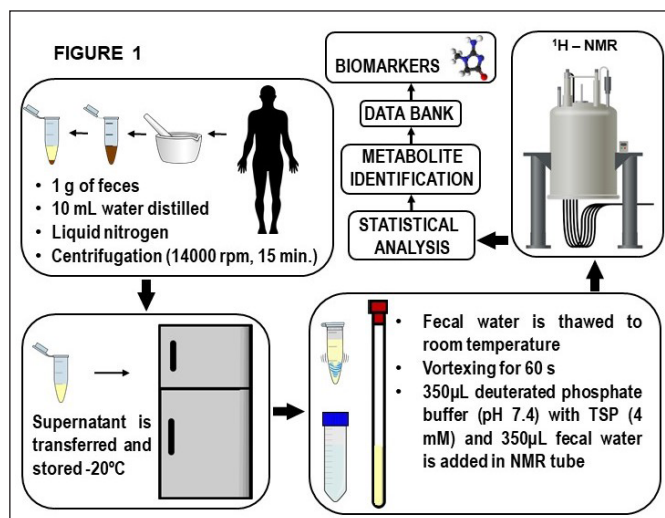 FIGURE 1
• 1 g of feces
• 10 mL water distilled
• Liquid nitrogen
• Centrifugation (14000 rpm, 15 min.)
Supernatant is
transferred and
stored -20ºC
• Fecal water is thawed to
room temperature
• Vortexing for 60 s
• 350µL deuterated phosphate
buffer (pH 7.4) with TSP (4
mM) and 350µL fecal water
is added in NMR tube
¹H – NMR
STATISTICAL
ANALYSIS
METABOLITE
IDENTIFICATION
DATA BANK
BIOMARKERS